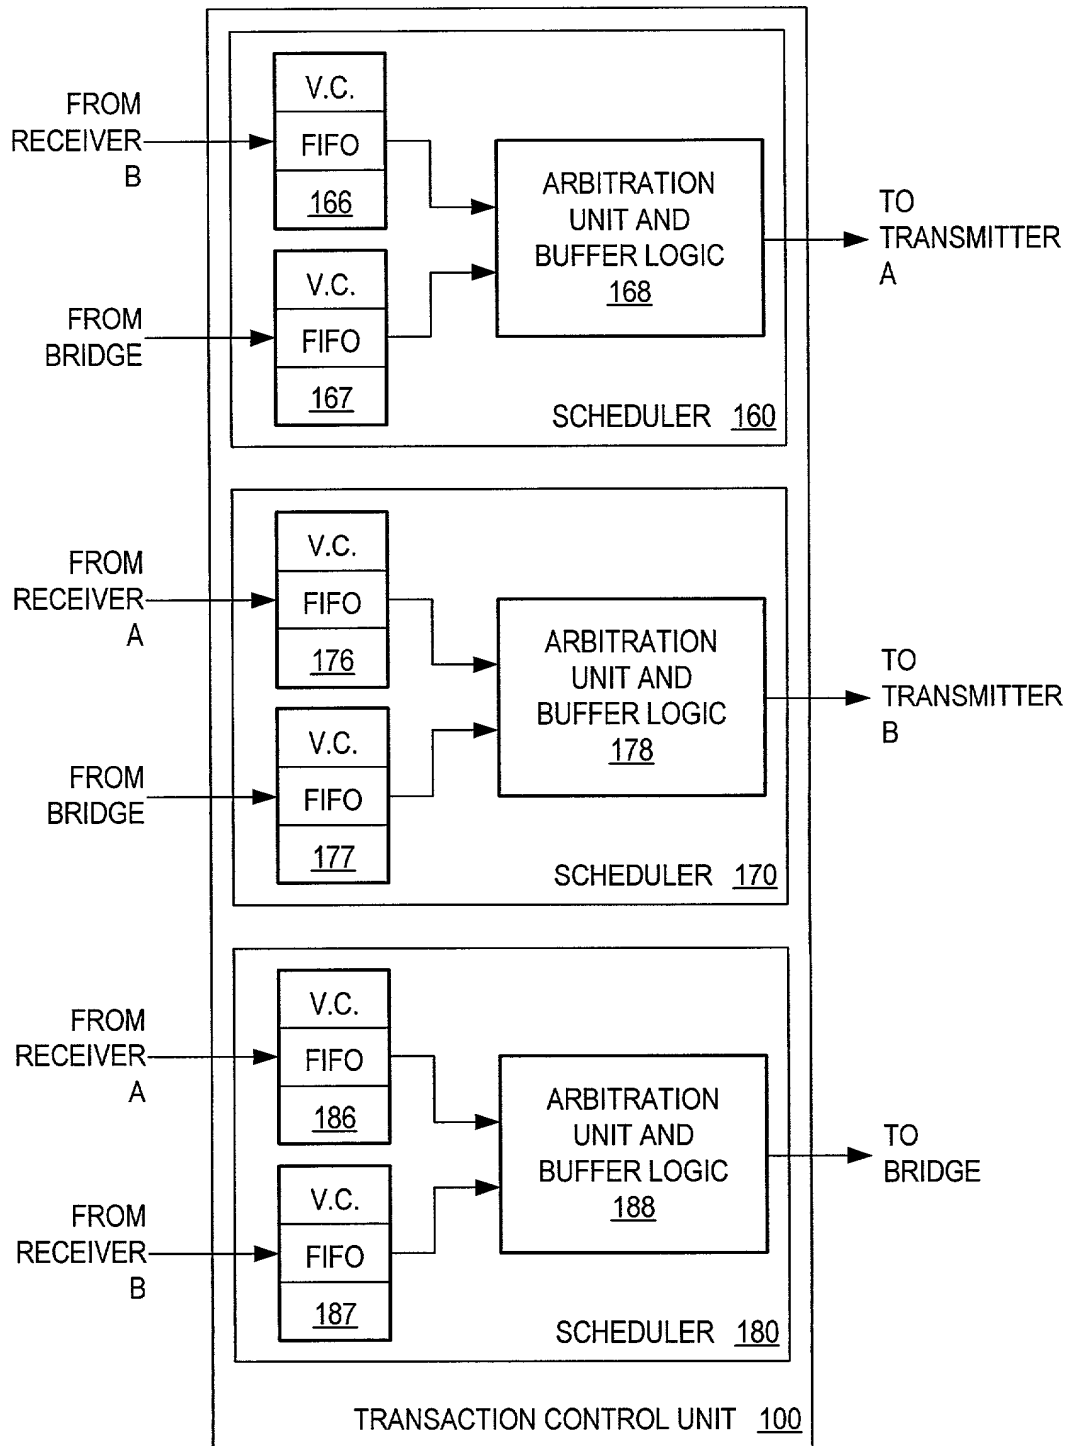 FROM
RECEIVER
B
V.C.
FIFO
166
FROM
BRIDGE
V.C.
FIFO
167
ARBITRATION
UNIT AND
BUFFER LOGIC
168
TO
TRANSMITTER
A
SCHEDULER 160
FROM
RECEIVER
A
V.C.
FIFO
176
FROM
BRIDGE
V.C.
FIFO
177
ARBITRATION
UNIT AND
BUFFER LOGIC
178
TO
TRANSMITTER
B
SCHEDULER 170
FROM
RECEIVER
A
V.C.
FIFO
186
FROM
RECEIVER
B
V.C.
FIFO
187
ARBITRATION
UNIT AND
BUFFER LOGIC
188
TO
BRIDGE
SCHEDULER 180
TRANSACTION CONTROL UNIT 100